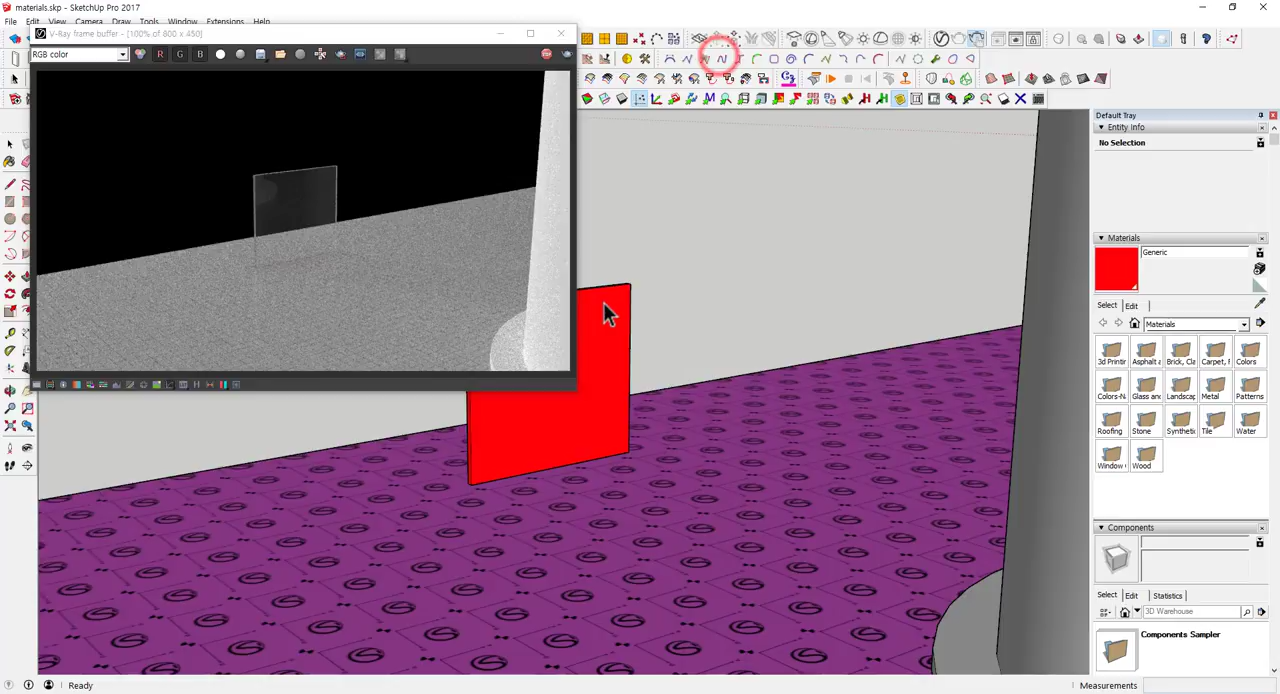 materials.skp - SketchUp Pro 2017
File Edit View Camera Draw Tools Window Extensions Help
V-Ray frame buffer - [100% of 800 x 450]
RGB color
R G B
Default Tray
Entity Info
No Selection
Materials
Generic
Select Edit
Materials
3d Printir Asphalt a Brick, Cla Carpet, F Colors
Colors-N Glass and Landscap Metal Patterns
Roofing Stone Synthetic Tile Water
Window C Wood
Components
Select Edit Statistics
3D Warehouse
Components Sampler
Ready
Measurements